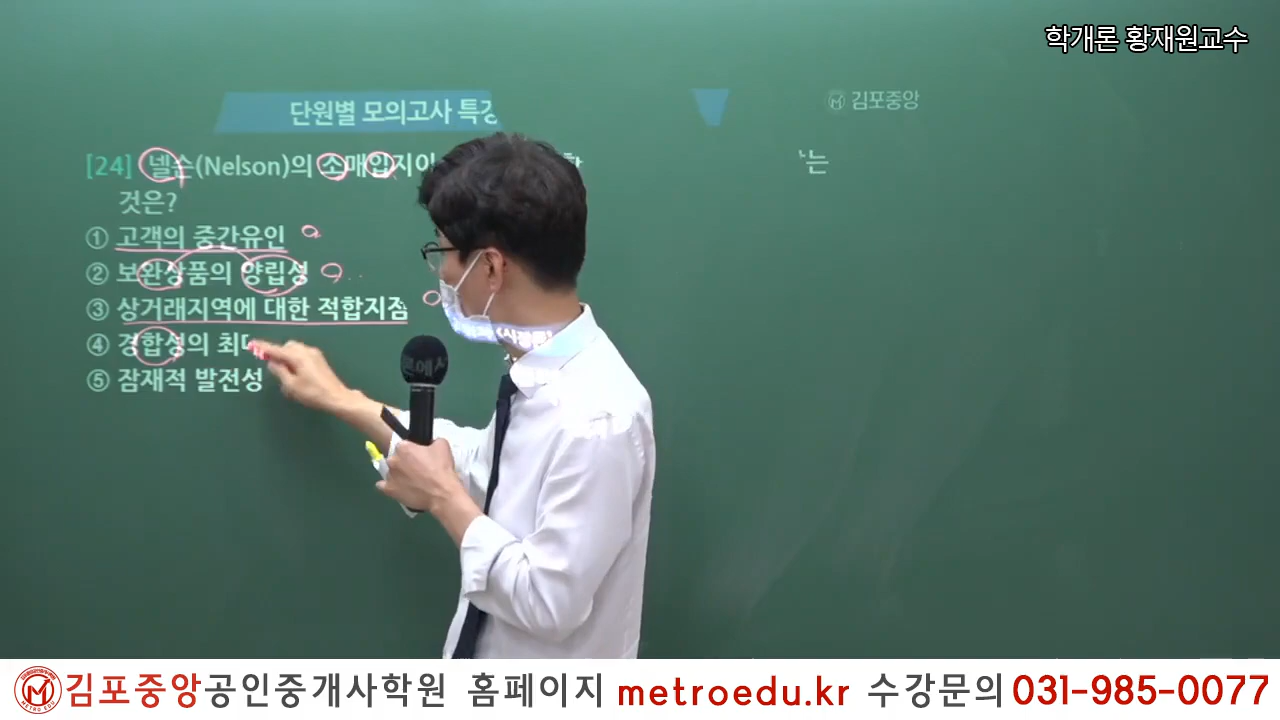 학개론 황재원교수
단원별 모의고사 특강
김포중앙
[24] 넬슨(Nelson)의 소매입지이
는
것은?
① 고객의 중간유인
② 보완상품의 양립성
③ 상거래지역에 대한 적합지점
④ 경합성의 최
⑤ 잠재적 발전성
김포중앙공인중개사학원 홈페이지 metroedu.kr 수강문의 031-985-0077